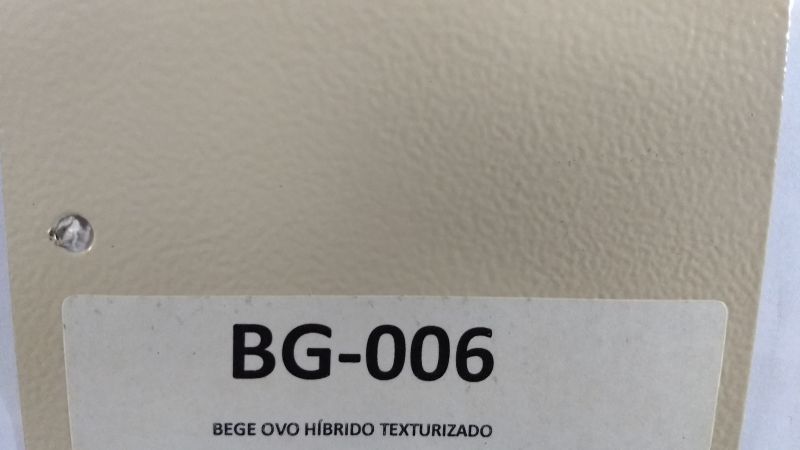 BG-006
BEGE OVO HÍBRIDO TEXTURIZADO